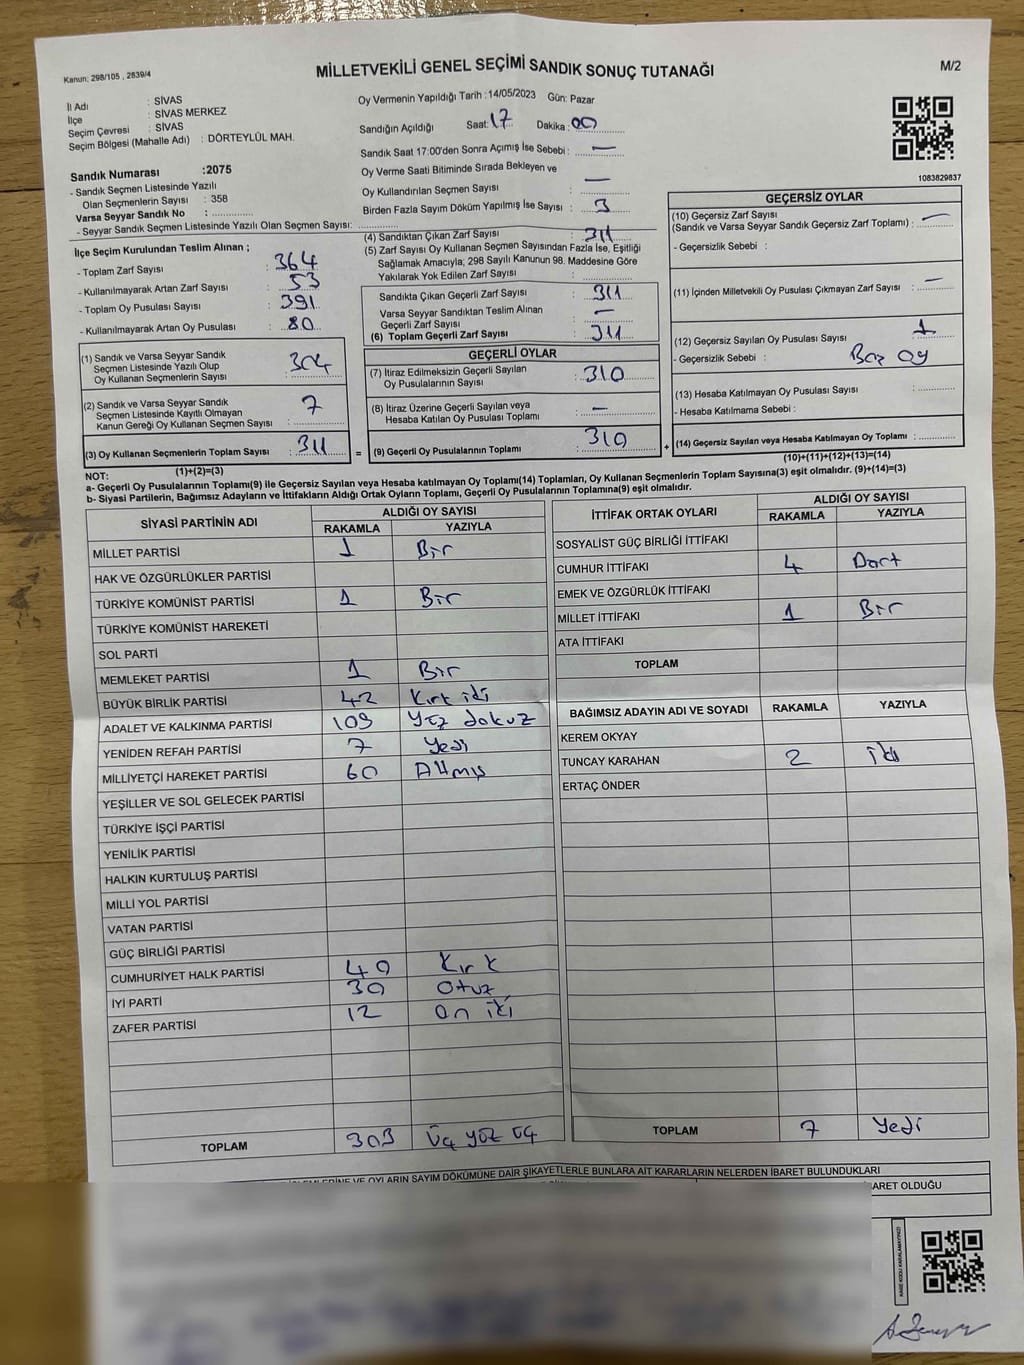 Kanun: 298/105 , 2839/4
MİLLETVEKİLİ GENEL SEÇİMİ SANDIK SONUÇ TUTANAĞI
M/2
İl Adı : SİVAS
İlçe : SİVAS MERKEZ
Seçim Çevresi : SİVAS
Seçim Bölgesi (Mahalle Adı) : DÖRTEYLÜL MAH.
Sandık Numarası :2075
- Sandık Seçmen Listesinde Yazılı
Olan Seçmenlerin Sayısı : 358
Varsa Seyyar Sandık No : ..............
- Seyyar Sandık Seçmen Listesinde Yazılı Olan Seçmen Sayısı: ..............
Oy Vermenin Yapıldığı Tarih :14/05/2023 Gün: Pazar
Sandığın Açıldığı Saat: 17 Dakika: 00
Sandık Saat 17:00'den Sonra Açımış İse Sebebi : —
Oy Verme Saati Bitiminde Sırada Bekleyen ve
Oy Kullandırılan Seçmen Sayısı : —
Birden Fazla Sayım Döküm Yapılmış İse Sayısı : 3
1083829837
İlçe Seçim Kurulundan Teslim Alınan ;
- Toplam Zarf Sayısı : 364
- Kullanılmayarak Artan Zarf Sayısı : 53
- Toplam Oy Pusulası Sayısı : 391
- Kullanılmayarak Artan Oy Pusulası : 80
(1) Sandık ve Varsa Seyyar Sandık
Seçmen Listesinde Yazılı Olup
Oy Kullanan Seçmenlerin Sayısı : 304
(2) Sandık ve Varsa Seyyar Sandık
Seçmen Listesinde Kayıtlı Olmayan
Kanun Gereği Oy Kullanan Seçmen Sayısı : 7
(3) Oy Kullanan Seçmenlerin Toplam Sayısı : 311
(1)+(2)=(3)
(4) Sandıktan Çıkan Zarf Sayısı : 311
(5) Zarf Sayısı Oy Kullanan Seçmen Sayısından Fazla İse, Eşitliği
Sağlamak Amacıyla; 298 Sayılı Kanunun 98. Maddesine Göre
Yakılarak Yok Edilen Zarf Sayısı : ..............
Sandıkta Çıkan Geçerli Zarf Sayısı : 311
Varsa Seyyar Sandıktan Teslim Alınan
Geçerli Zarf Sayısı : —
(6) Toplam Geçerli Zarf Sayısı : 311
GEÇERLİ OYLAR
(7) İtiraz Edilmeksizin Geçerli Sayılan
Oy Pusulalarının Sayısı : 310
(8) İtiraz Üzerine Geçerli Sayılan veya
Hesaba Katılan Oy Pusulası Toplamı : —
= (9) Geçerli Oy Pusulalarının Toplamı : 310
GEÇERSİZ OYLAR
(10) Geçersiz Zarf Sayısı
(Sandık ve Varsa Seyyar Sandık Geçersiz Zarf Toplamı) : —
- Geçersizlik Sebebi :
(11) İçinden Milletvekili Oy Pusulası Çıkmayan Zarf Sayısı : —
(12) Geçersiz Sayılan Oy Pusulası Sayısı : 1
- Geçersizlik Sebebi : Boş oy
(13) Hesaba Katılmayan Oy Pusulası Sayısı : ..............
- Hesaba Katılmama Sebebi :
+ (14) Geçersiz Sayılan veya Hesaba Katılmayan Oy Toplamı : ..............
(10)+(11)+(12)+(13)=(14)
NOT:
a- Geçerli Oy Pusulalarının Toplamı(9) ile Geçersiz Sayılan veya Hesaba katılmayan Oy Toplamı(14) Toplamları, Oy Kullanan Seçmenlerin Toplam Sayısına(3) eşit olmalıdır. (9)+(14)=(3)
b- Siyasi Partilerin, Bağımsız Adayların ve İttifakların Aldığı Ortak Oyların Toplamı, Geçerli Oy Pusulalarının Toplamına(9) eşit olmalıdır.
SİYASİ PARTİNİN ADI ALDIĞI OY SAYISI
RAKAMLA YAZIYLA
MİLLET PARTİSİ 1 Bir
HAK VE ÖZGÜRLÜKLER PARTİSİ
TÜRKİYE KOMÜNİST PARTİSİ 1 Bir
TÜRKİYE KOMÜNİST HAREKETİ
SOL PARTİ
MEMLEKET PARTİSİ 1 Bir
BÜYÜK BİRLİK PARTİSİ 42 Kırk iki
ADALET VE KALKINMA PARTİSİ 109 Yüz dokuz
YENİDEN REFAH PARTİSİ 7 Yedi
MİLLİYETÇİ HAREKET PARTİSİ 60 Altmış
YEŞİLLER VE SOL GELECEK PARTİSİ
TÜRKİYE İŞÇİ PARTİSİ
YENİLİK PARTİSİ
HALKIN KURTULUŞ PARTİSİ
MİLLİ YOL PARTİSİ
VATAN PARTİSİ
GÜÇ BİRLİĞİ PARTİSİ
CUMHURİYET HALK PARTİSİ 40 Kırk
İYİ PARTİ 30 Otuz
ZAFER PARTİSİ 12 On iki
TOPLAM 303 Üç yüz üç
İTTİFAK ORTAK OYLARI ALDIĞI OY SAYISI
RAKAMLA YAZIYLA
SOSYALİST GÜÇ BİRLİĞİ İTTİFAKI
CUMHUR İTTİFAKI 4 Dört
EMEK VE ÖZGÜRLÜK İTTİFAKI
MİLLET İTTİFAKI 1 Bir
ATA İTTİFAKI
TOPLAM
BAĞIMSIZ ADAYIN ADI VE SOYADI RAKAMLA YAZIYLA
KEREM OKYAY
TUNCAY KARAHAN 2 iki
ERTAÇ ÖNDER
TOPLAM 7 Yedi
VE OYLARIN SAYIM DÖKÜMÜNE DAİR ŞİKAYETLERLE BUNLARA AİT KARARLARIN NELERDEN İBARET BULUNDUKLARI
OLDUĞU